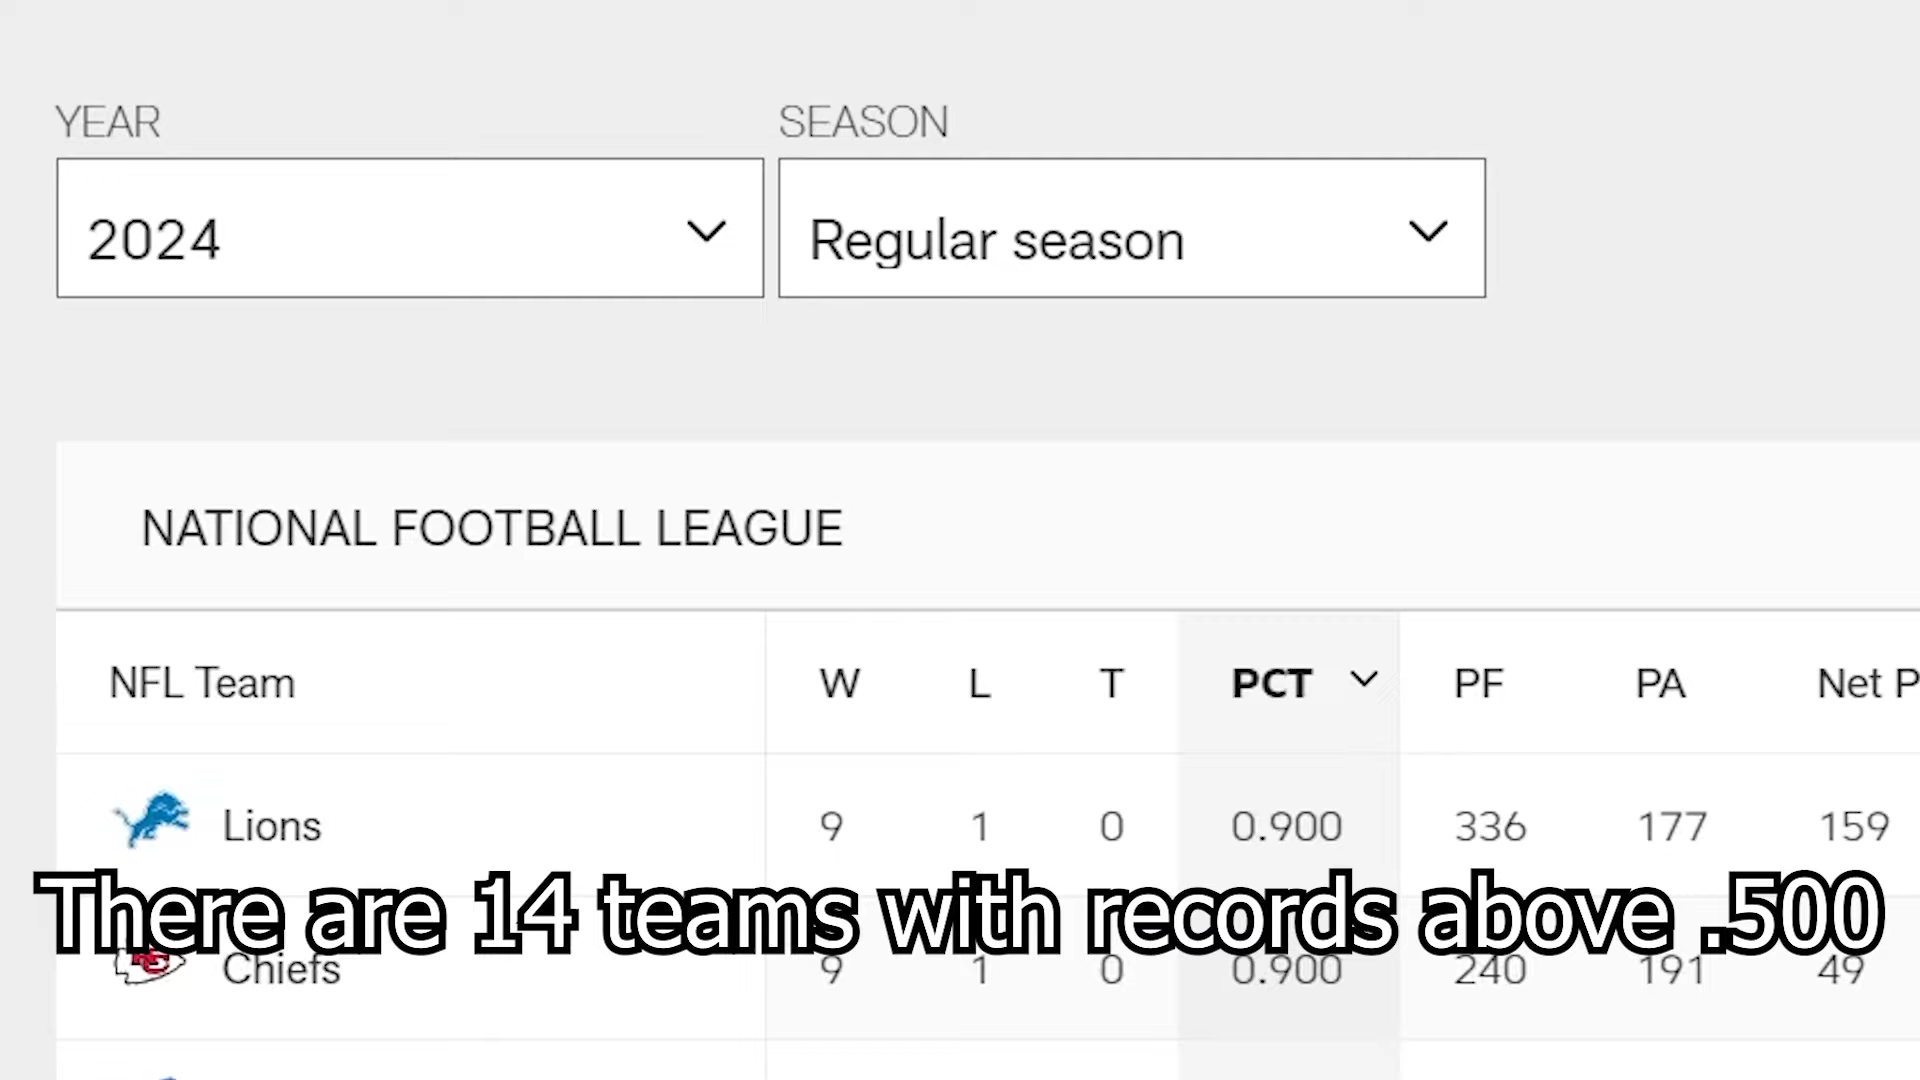 YEAR SEASON
2024 Regular season
NATIONAL FOOTBALL LEAGUE
NFL Team W L T PCT PF PA Net P
Lions 9 1 0 0.900 336 177 159
There are 14 teams with records above .500
Chiefs 9 1 0 0.900 240 191 49